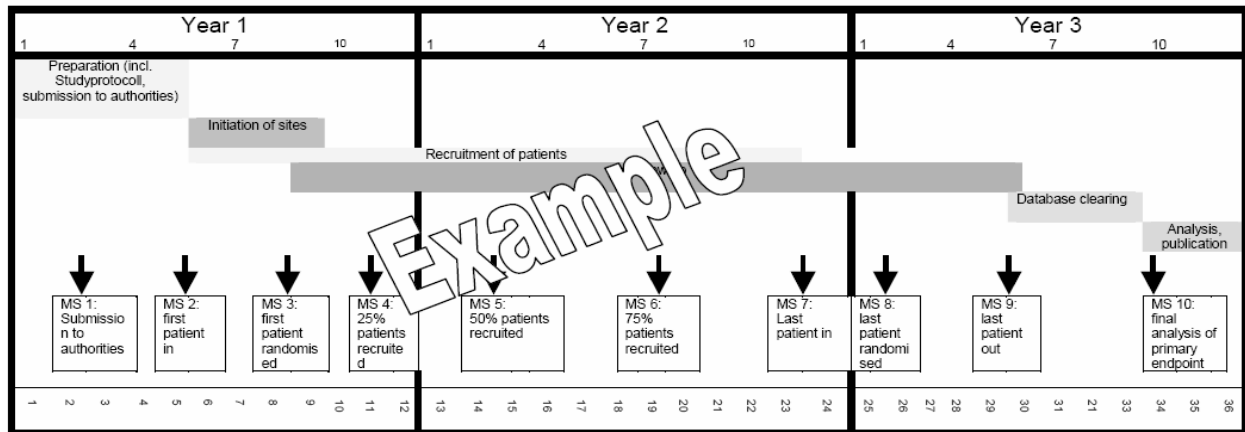 Year 1 Year 2 Year 3
1 4 7 10 1 4 7 10 1 4 7 10
Preparation (incl.
Studyprotocoll,
submission to authorities)
Initiation of sites
Recruitment of patients
Database clearing
Analysis,
publication
Example
MS 1:
Submissio
n to
authorities
MS 2:
first
patient
in
MS 3:
first
patient
randomis
ed
MS 4:
25%
patients
recruite
d
MS 5:
50% patients
recruited
MS 6:
75%
patients
recruited
MS 7:
Last
patient in
MS 8:
last
patient
randomi
sed
MS 9:
last
patient
out
MS 10:
final
analysis of
primary
endpoint
1 2 3 4 5 6 7 8 9 10 11 12 13 14 15 16 17 18 19 20 21 22 23 24 25 26 27 28 29 30 31 32 33 34 35 36